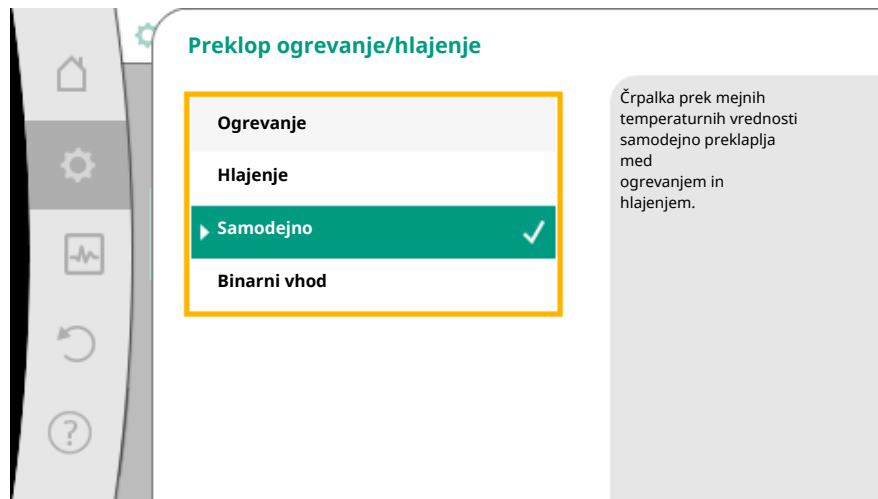 Preklop ogrevanje/hlajenje
Ogrevanje
Hlajenje
Samodejno
Binarni vhod
Črpalka prek mejnih
temperaturnih vrednosti
samodejno preklaplja
med
ogrevanjem in
hlajenjem.
?